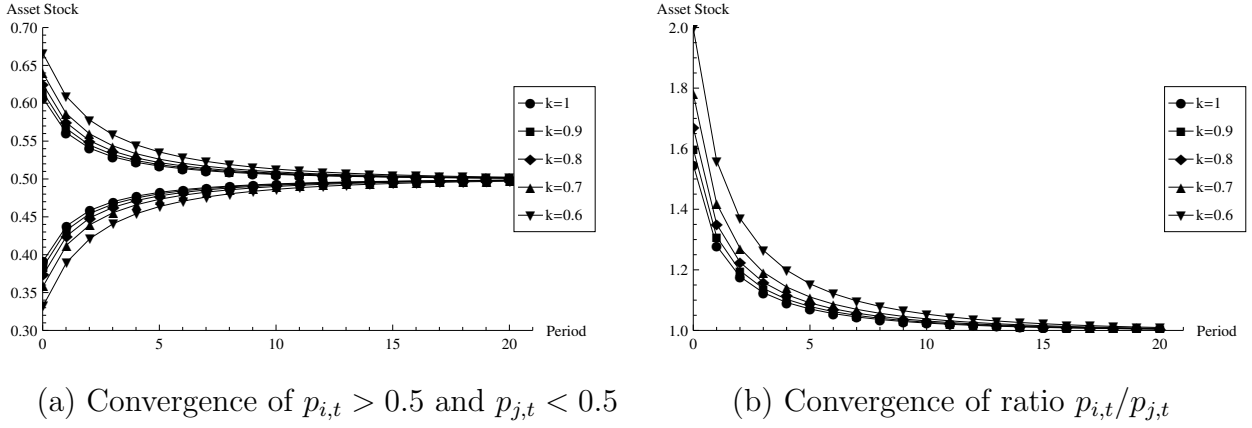 Asset Stock
0.70
0.65
0.60
0.55
0.50
0.45
0.40
0.35
0.30
0 5 10 15 20
Period
k=1
k=0.9
k=0.8
k=0.7
k=0.6
(a) Convergence of p_{i,t} > 0.5 and p_{j,t} < 0.5
Asset Stock
2.0
1.8
1.6
1.4
1.2
1.0
0 5 10 15 20
Period
k=1
k=0.9
k=0.8
k=0.7
k=0.6
(b) Convergence of ratio p_{i,t}/p_{j,t}